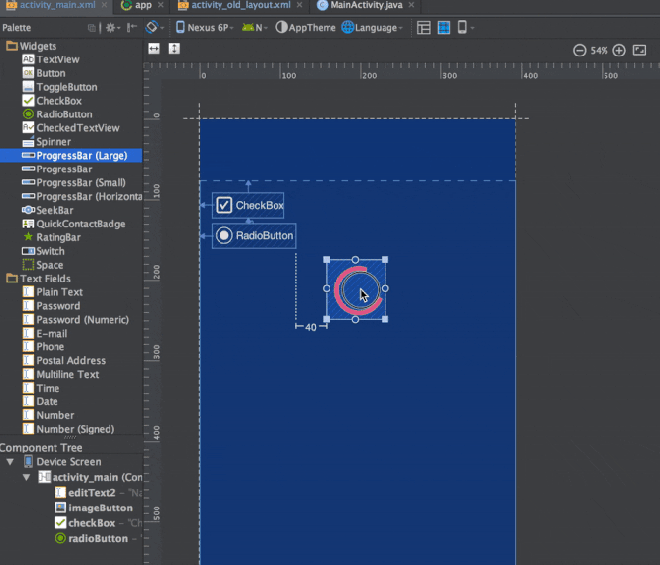 activity_main.xml
app
activity_old_layout.xml
MainActivity.java
Palette
Nexus 6P
N
AppTheme
Language
54%
Widgets
Ab TextView
OK Button
ToggleButton
CheckBox
RadioButton
CheckedTextView
Spinner
ProgressBar (Large)
ProgressBar
ProgressBar (Small)
ProgressBar (Horizonta
SeekBar
QuickContactBadge
RatingBar
Switch
Space
Text Fields
Plain Text
Password
Password (Numeric)
E-mail
Phone
Postal Address
Multiline Text
Time
Date
Number
Number (Signed)
Component Tree
Device Screen
activity_main (Con
editText2 - "Na
imageButton
checkBox - "Ch
radioButton -
0 100 200 300 400 500
0
100
200
300
400
500
CheckBox
RadioButton
40